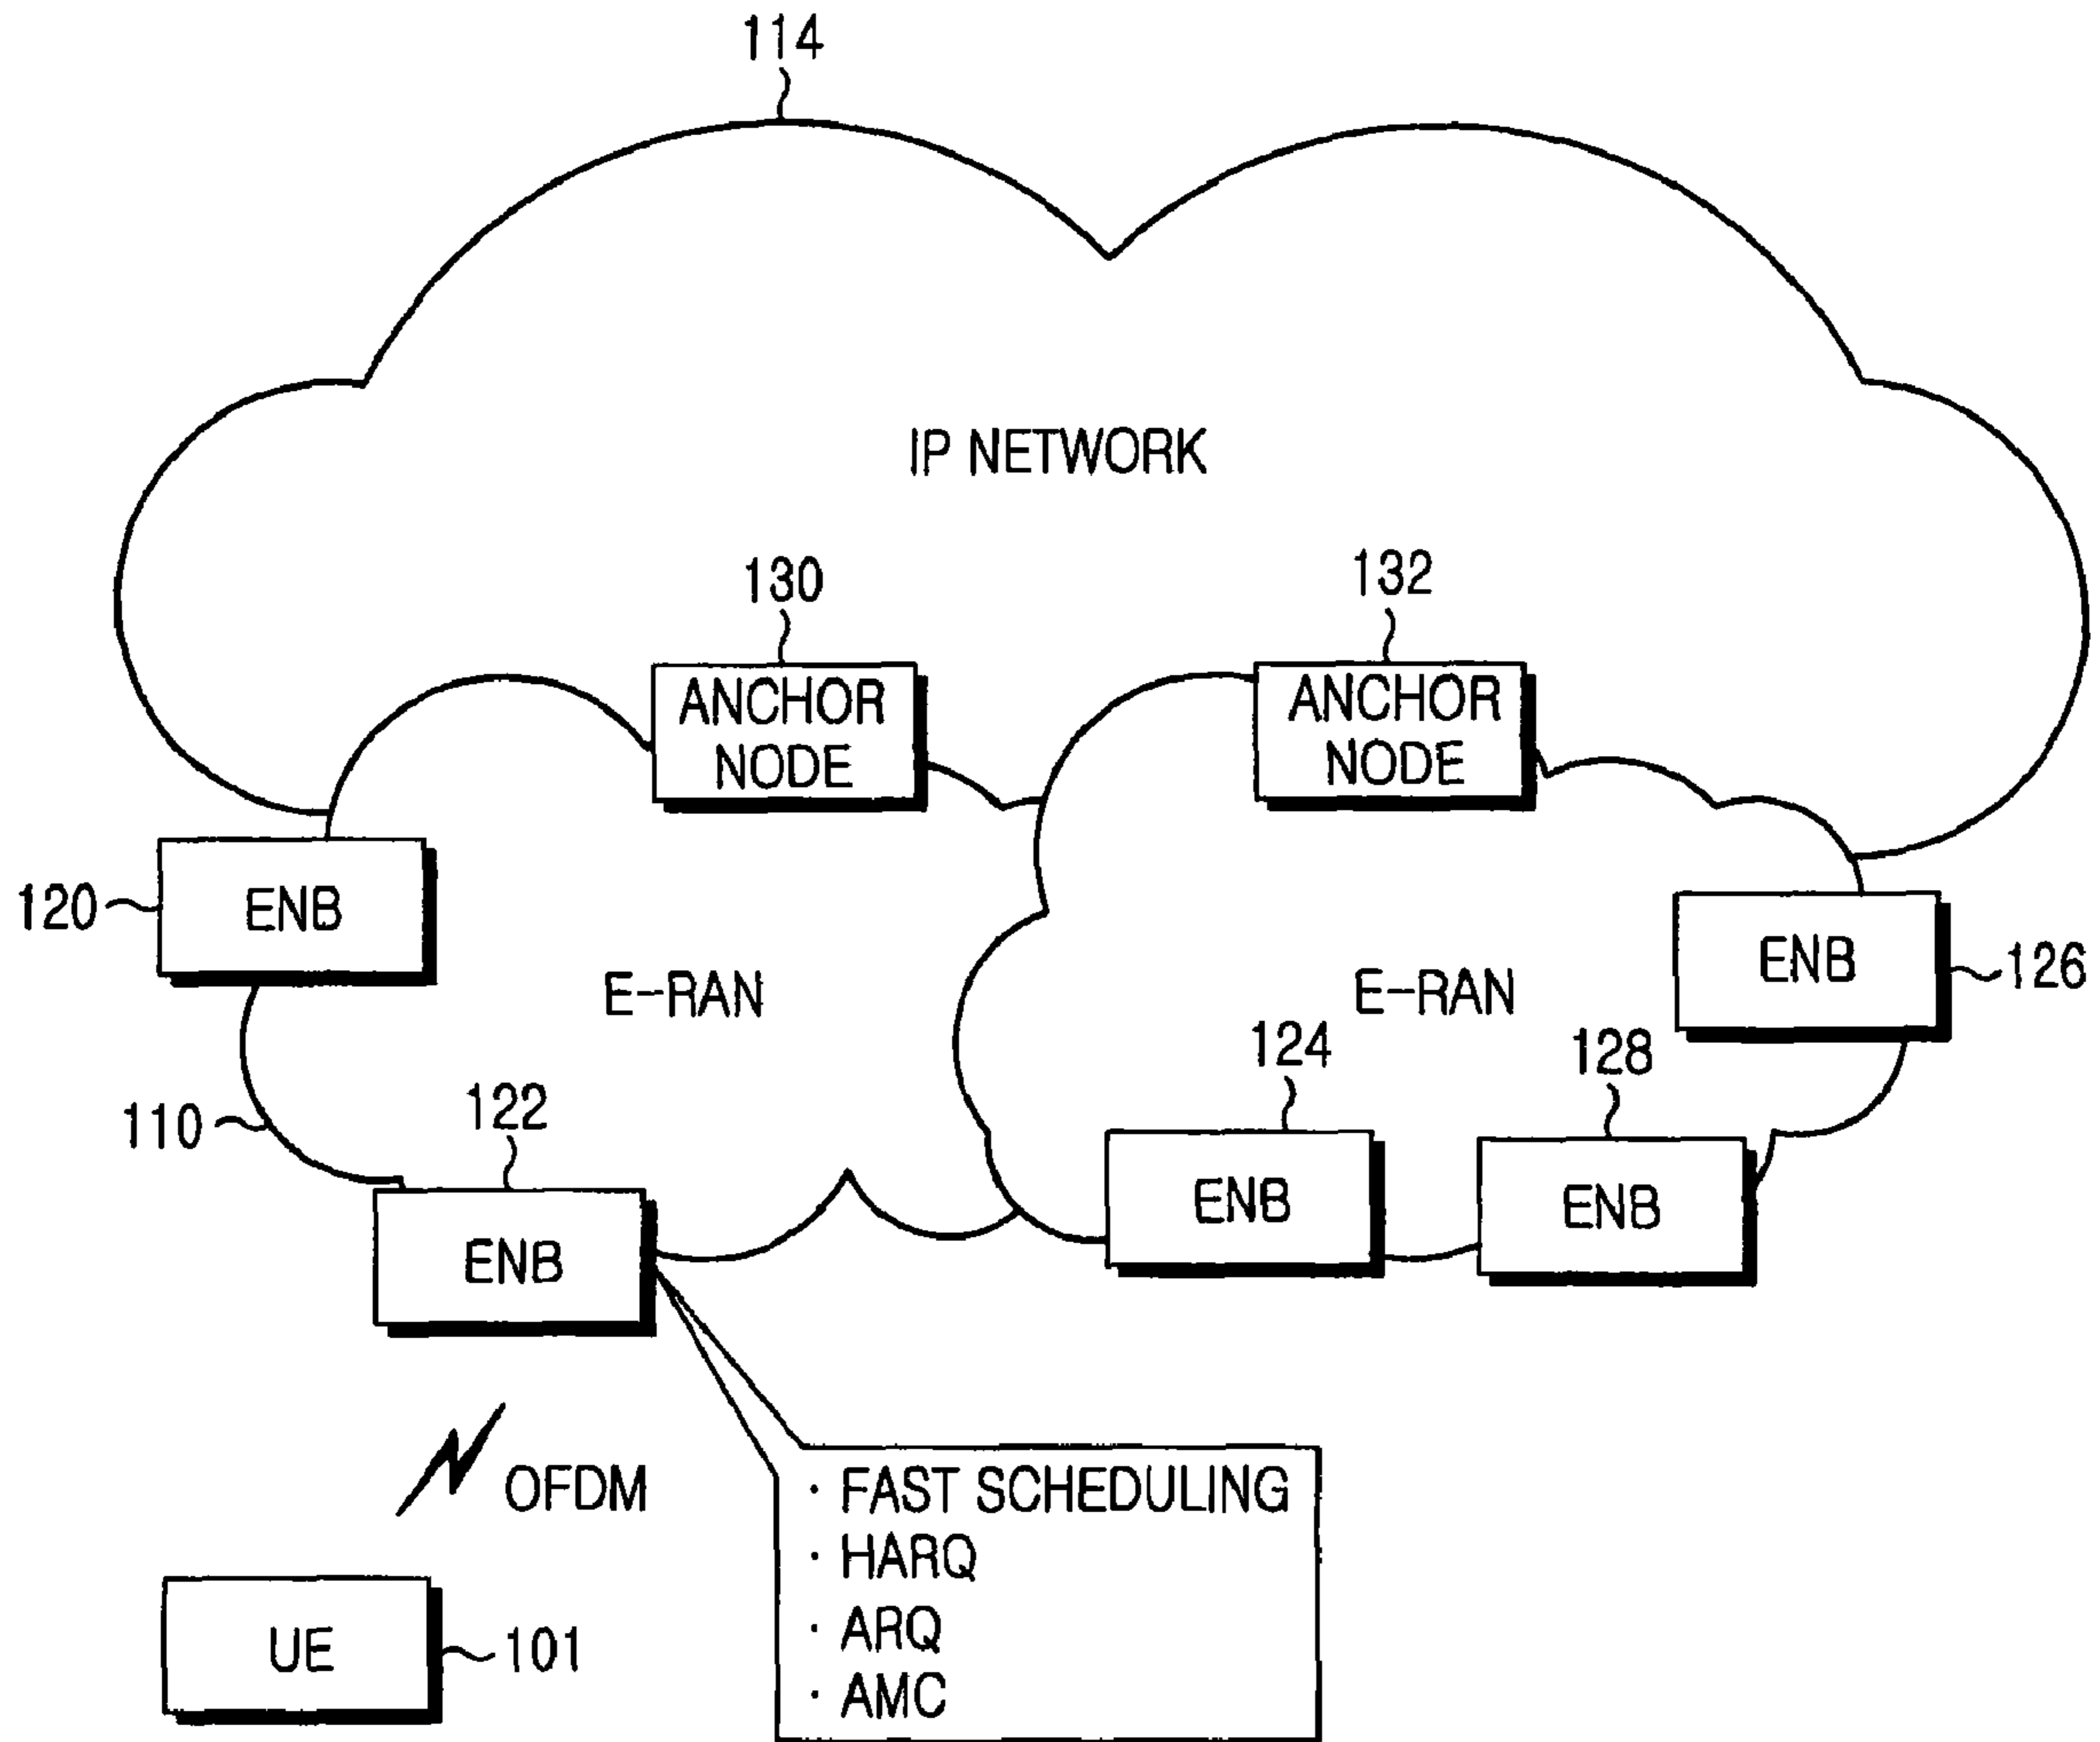 114
IP NETWORK
130
132
ANCHOR
NODE
ANCHOR
NODE
120
ENB
ENB
126
E-RAN
E-RAN
124
128
110
122
ENB
ENB
ENB
OFDM
· FAST SCHEDULING
· HARQ
· ARQ
· AMC
UE
101